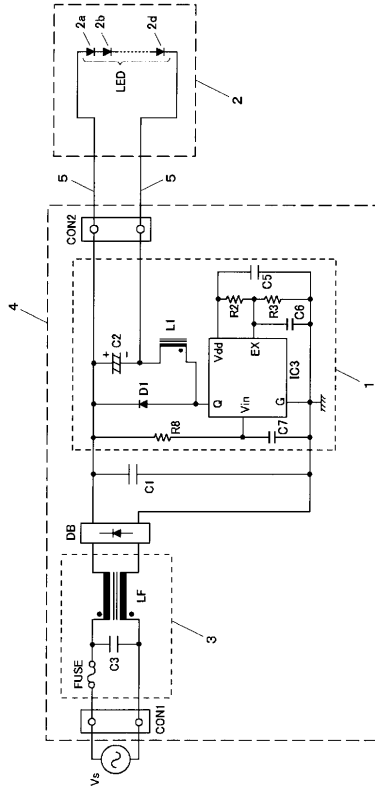 Vs
CON1
FUSE
C3
LF
3
DB
C1
4
R8
D1
C2
+
L1
Q
Vin
G
Vdd
EX
IC3
C7
R2
R3
C5
C6
1
CON2
5
5
2a
2b
2d
LED
2